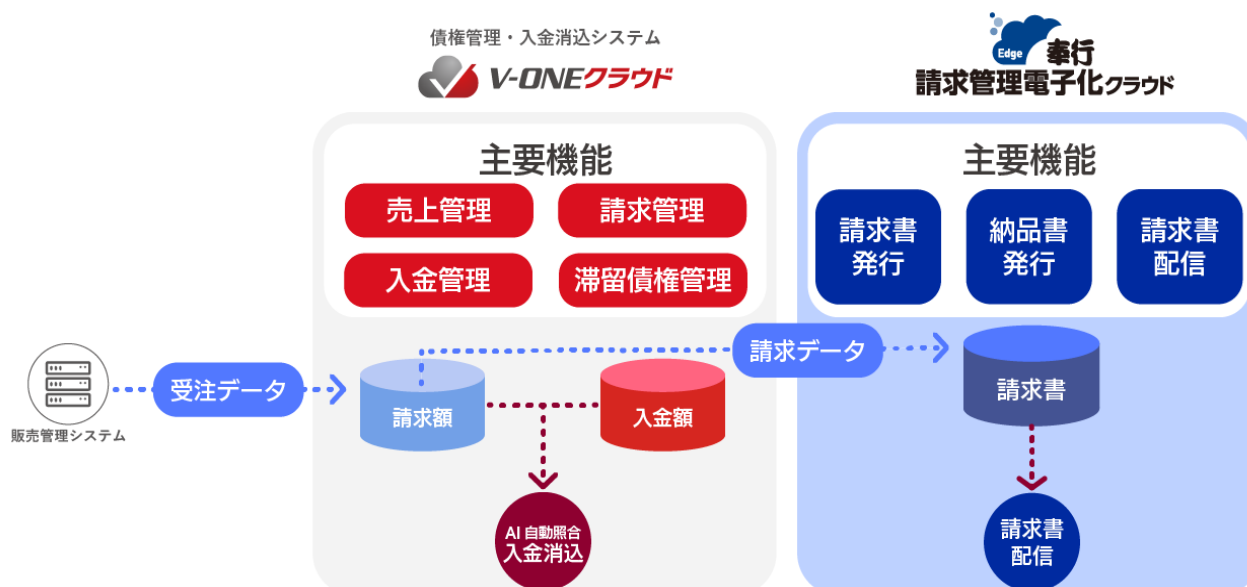 債権管理・入金消込システム
V-ONEクラウド
Edge
奉行
請求管理電子化クラウド
主要機能
売上管理
請求管理
入金管理
滞留債権管理
主要機能
請求書
発行
納品書
発行
請求書
配信
販売管理システム
受注データ
請求額
入金額
請求データ
請求書
AI 自動照合
入金消込
請求書
配信